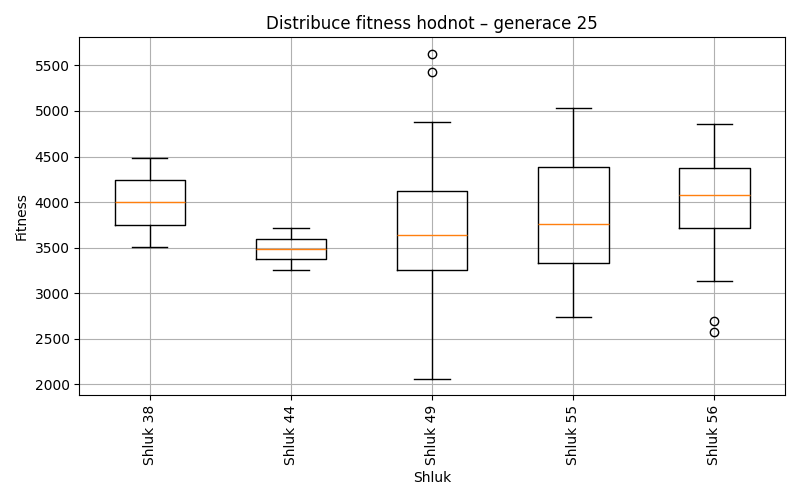 Distribuce fitness hodnot – generace 25
Fitness
5500
5000
4500
4000
3500
3000
2500
2000
Shluk 38
Shluk 44
Shluk 49
Shluk 55
Shluk 56
Shluk